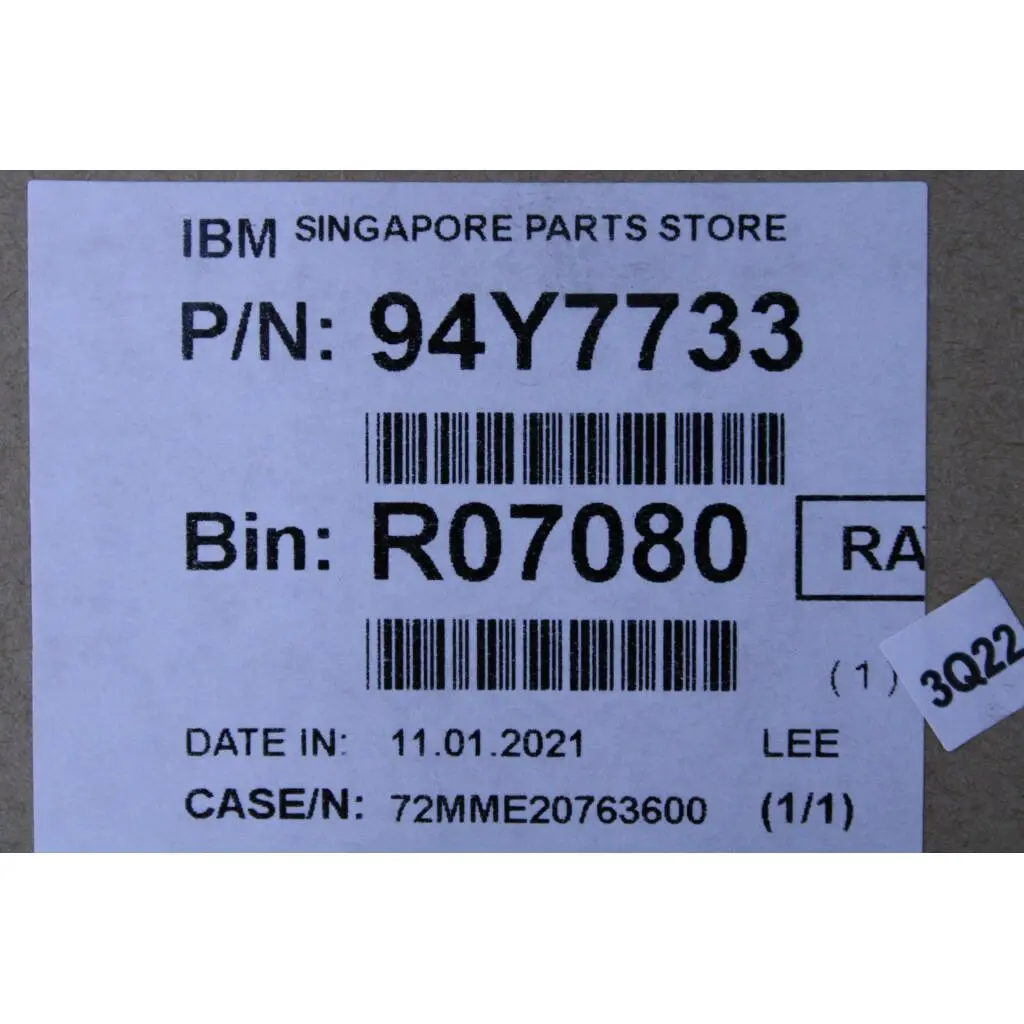 IBM SINGAPORE PARTS STORE
P/N: 94Y7733
Bin: R07080
RA
(1)
3Q22
DATE IN: 11.01.2021 LEE
CASE/N: 72MME20763600 (1/1)